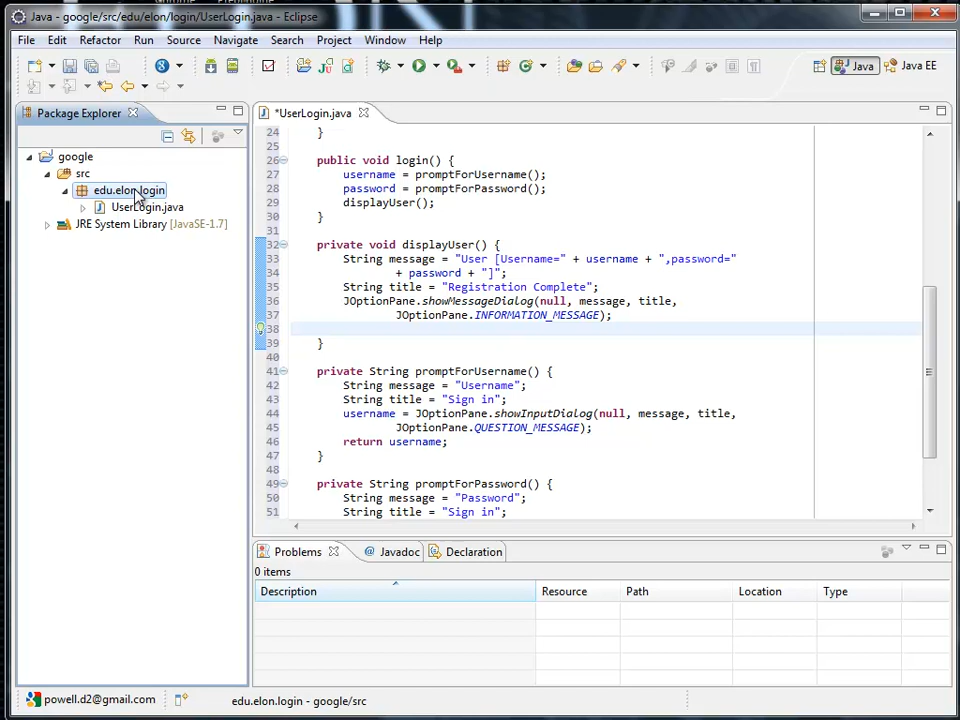 Java - google/src/edu/elon/login/UserLogin.java - Eclipse
File Edit Refactor Run Source Navigate Search Project Window Help
Java Java EE
Package Explorer
*UserLogin.java
google
src
edu.elon.login
UserLogin.java
JRE System Library [JavaSE-1.7]
24 }
25
26 public void login() {
27 username = promptForUsername();
28 password = promptForPassword();
29 displayUser();
30 }
31
32 private void displayUser() {
33 String message = "User [Username=" + username + ",password="
34 + password + "]";
35 String title = "Registration Complete";
36 JOptionPane.showMessageDialog(null, message, title,
37 JOptionPane.INFORMATION_MESSAGE);
38
39 }
40
41 private String promptForUsername() {
42 String message = "Username";
43 String title = "Sign in";
44 username = JOptionPane.showInputDialog(null, message, title,
45 JOptionPane.QUESTION_MESSAGE);
46 return username;
47 }
48
49 private String promptForPassword() {
50 String message = "Password";
51 String title = "Sign in";
Problems Javadoc Declaration
0 items
Description Resource Path Location Type
powell.d2@gmail.com
edu.elon.login - google/src